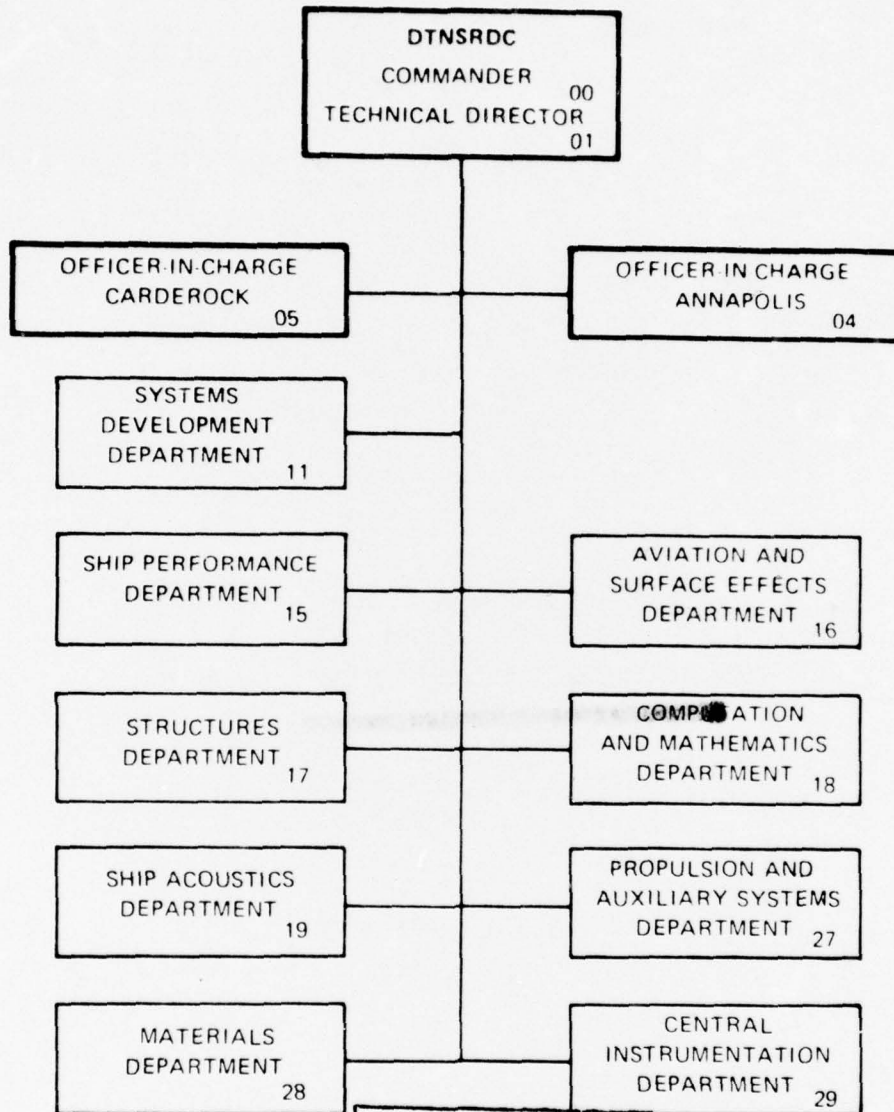 DTNSRDC
COMMANDER
00
TECHNICAL DIRECTOR
01
OFFICER-IN-CHARGE
CARDEROCK
05
OFFICER-IN-CHARGE
ANNAPOLIS
04
SYSTEMS
DEVELOPMENT
DEPARTMENT
11
SHIP PERFORMANCE
DEPARTMENT
15
AVIATION AND
SURFACE EFFECTS
DEPARTMENT
16
STRUCTURES
DEPARTMENT
17
AND MATHEMATICS
DEPARTMENT
18
SHIP ACOUSTICS
DEPARTMENT
19
PROPULSION AND
AUXILIARY SYSTEMS
DEPARTMENT
27
MATERIALS
DEPARTMENT
28
CENTRAL
INSTRUMENTATION
DEPARTMENT
29